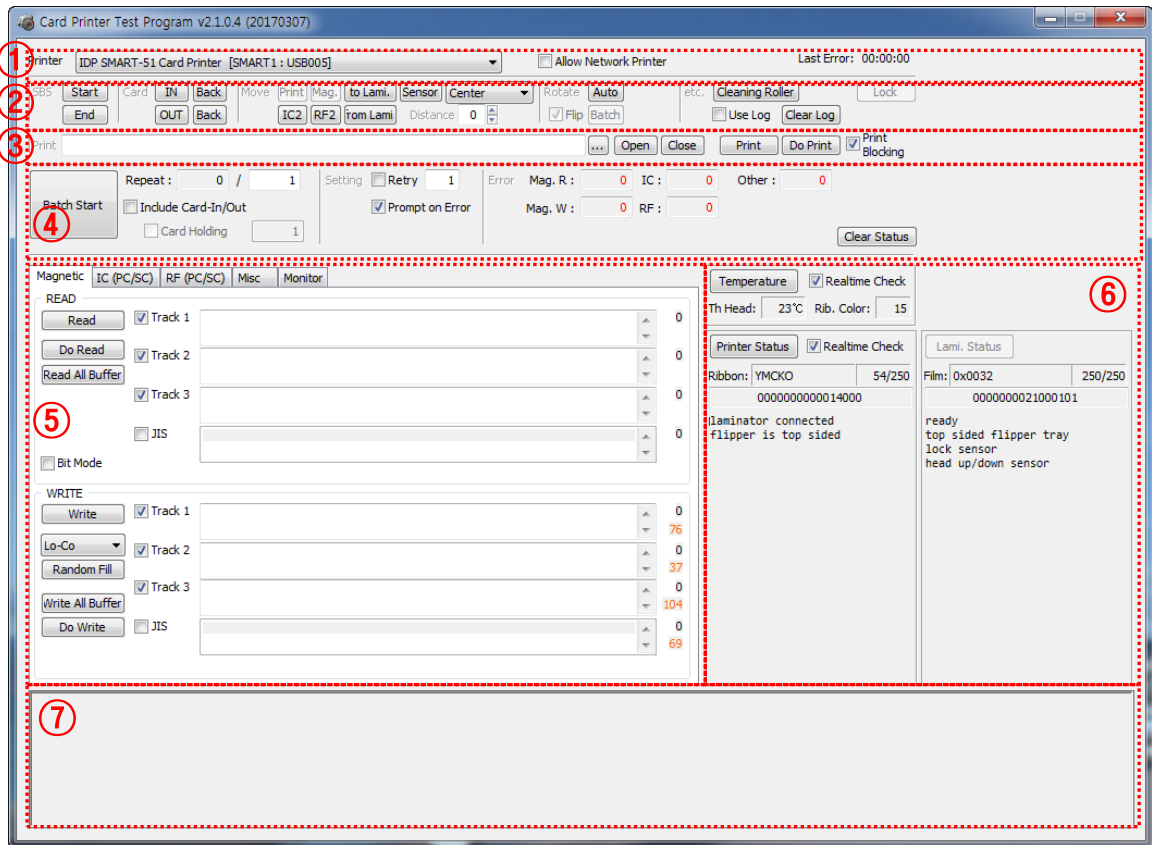 Card Printer Test Program v2.1.0.4 (20170307)
①
Printer IDP SMART-51 Card Printer [SMART1 : USB005] Allow Network Printer Last Error: 00:00:00
②
SBS Start Card IN Back Move Print Mag. to Lami. Sensor Center Rotate Auto etc. Cleaning Roller Lock
End OUT Back IC2 RF2 rom Lami Distance 0 Flip Batch Use Log Clear Log
③
Print ... Open Close Print Do Print Print Blocking
④
Batch Start
Repeat : 0 / 1 Setting Retry 1 Error Mag. R : 0 IC : 0 Other : 0
Include Card-In/Out Prompt on Error Mag. W : 0 RF : 0
Card Holding 1
Clear Status
Magnetic IC (PC/SC) RF (PC/SC) Misc Monitor
⑤
READ
Read Track 1 0
Do Read Track 2 0
Read All Buffer
Track 3 0
JIS 0
Bit Mode
WRITE
Write Track 1 0
76
Lo-Co Track 2 0
Random Fill 37
Track 3 0
Write All Buffer 104
Do Write JIS 0
69
⑥
Temperature Realtime Check
Th Head: 23℃ Rib. Color: 15
Printer Status Realtime Check
Ribbon: YMCKO 54/250
0000000000014000
laminator connected
flipper is top sided
Lami. Status
Film: 0x0032 250/250
0000000021000101
ready
top sided flipper tray
lock sensor
head up/down sensor
⑦